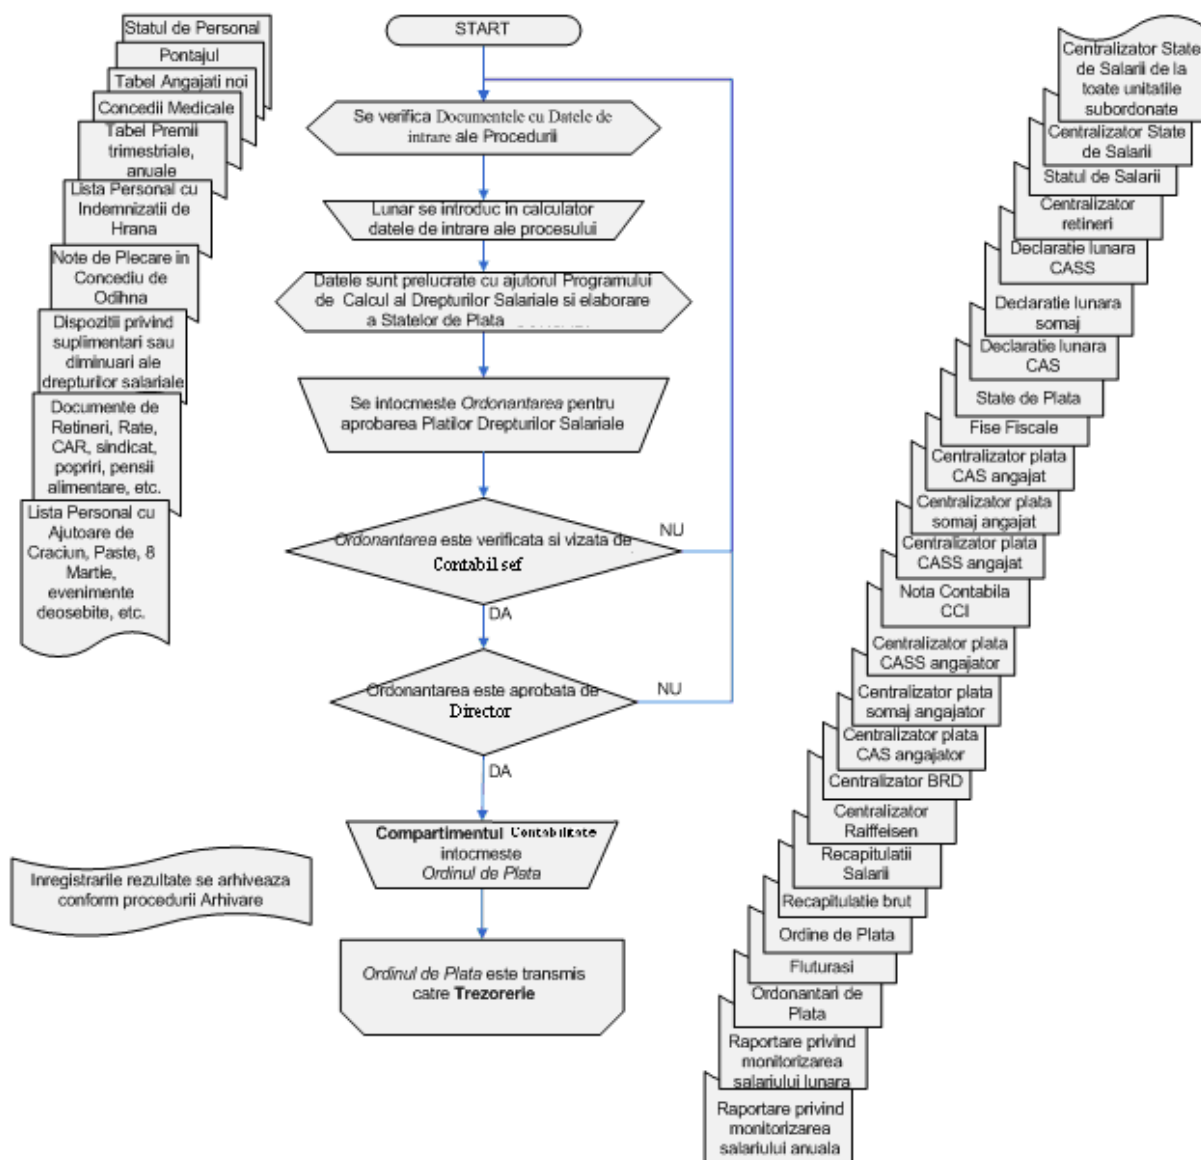 Statul de Personal
Pontajul
Tabel Angajati noi
Concedii Medicale
Tabel Premii
trimestriale,
anuale
Lista Personal cu
Indemnizatii de
Hrana
Note de Plecare in
Concediu de
Odihna
Dispozitii privind
suplimentari sau
diminuari ale
drepturilor salariale
Documente de
Retineri, Rate,
CAR, sindicat,
popriri, pensii
alimentare, etc.
Lista Personal cu
Ajutoare de
Craciun, Paste, 8
Martie,
evenimente
deosebite, etc.
Inregistrarile rezultate se arhiveaza
conform procedurii Arhivare
START
Se verifica Documentele cu Datele de
intrare ale Procedurii
Lunar se introduc in calculator
datele de intrare ale procesului
Datele sunt prelucrate cu ajutorul Programului
de Calcul al Drepturilor Salariale si elaborare
a Statelor de Plata
Se intocmeste Ordonantarea pentru
aprobarea Platilor Drepturilor Salariale
Ordonantarea este verificata si vizata de
Contabil sef
NU
DA
Ordonantarea este aprobata de
Director
NU
DA
Compartimentul Contabilitate
intocmeste
Ordinul de Plata
Ordinul de Plata este transmis
catre Trezorerie
Centralizator State
de Salarii de la
toate unitatile
subordonate
Centralizator State
de Salarii
Statul de Salarii
Centralizator
retineri
Declaratie lunara
CASS
Declaratie lunara
somaj
Declaratie lunara
CAS
State de Plata
Fise Fiscale
Centralizator plata
CAS angajat
Centralizator plata
somaj angajat
Centralizator plata
CASS angajat
Nota Contabila
CCI
Centralizator plata
CASS angajator
Centralizator plata
somaj angajator
Centralizator plata
CAS angajator
Centralizator BRD
Centralizator
Raiffeisen
Recapitulatii
Salarii
Recapitulatie brut
Ordine de Plata
Fluturasi
Ordonantari de
Plata
Raportare privind
monitorizarea
salariului lunara
Raportare privind
monitorizarea
salariului anuala